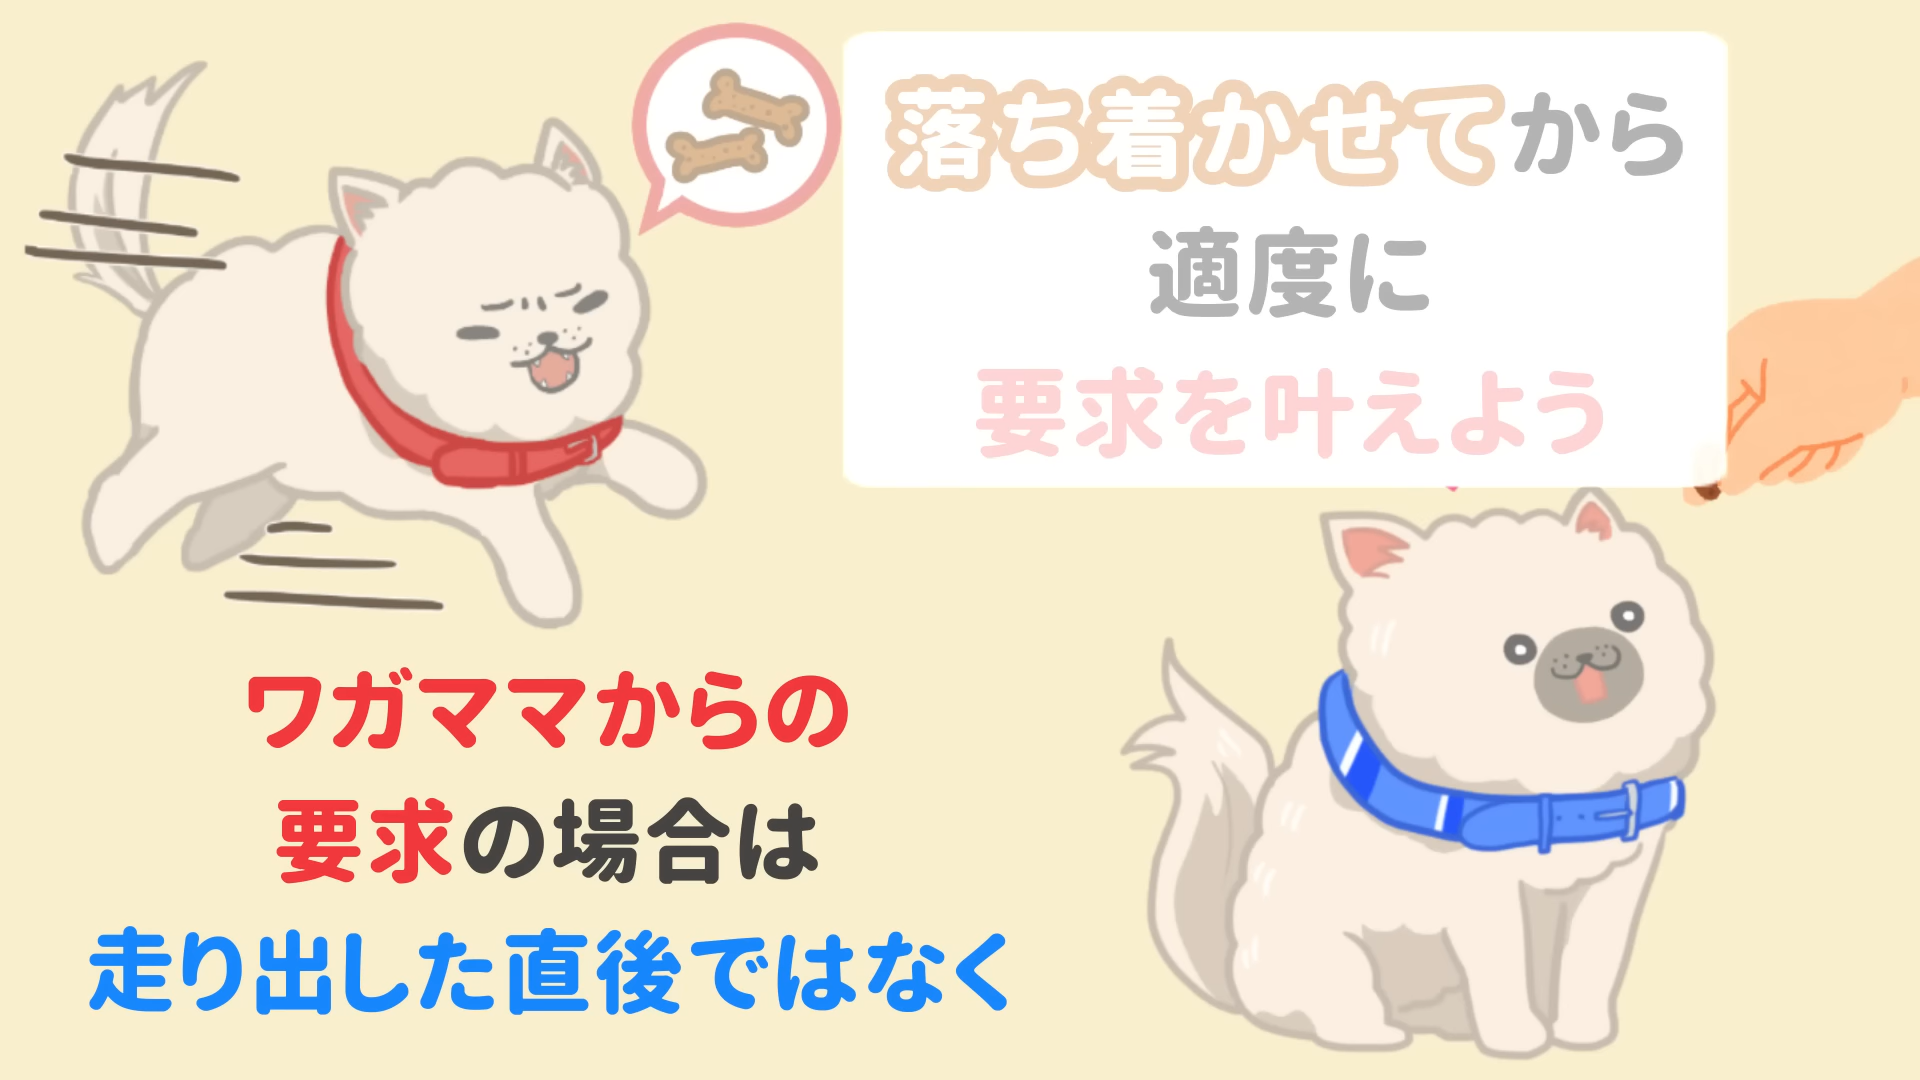 ワガママからの
要求の場合は
走り出した直後ではなく
落ち着かせてから
適度に
要求を叶えよう